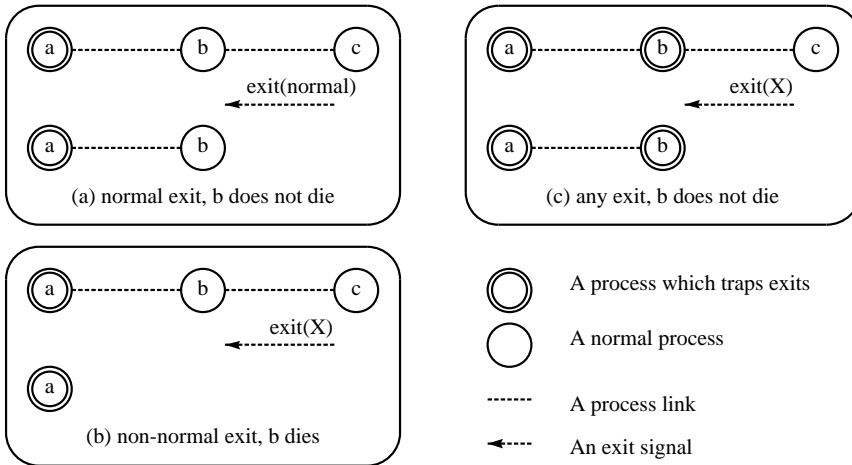 a b c
exit(normal)
a b
(a) normal exit, b does not die
a b c
exit(X)
a b
(c) any exit, b does not die
a b c
exit(X)
a
(b) non-normal exit, b dies
A process which traps exits
A normal process
A process link
An exit signal